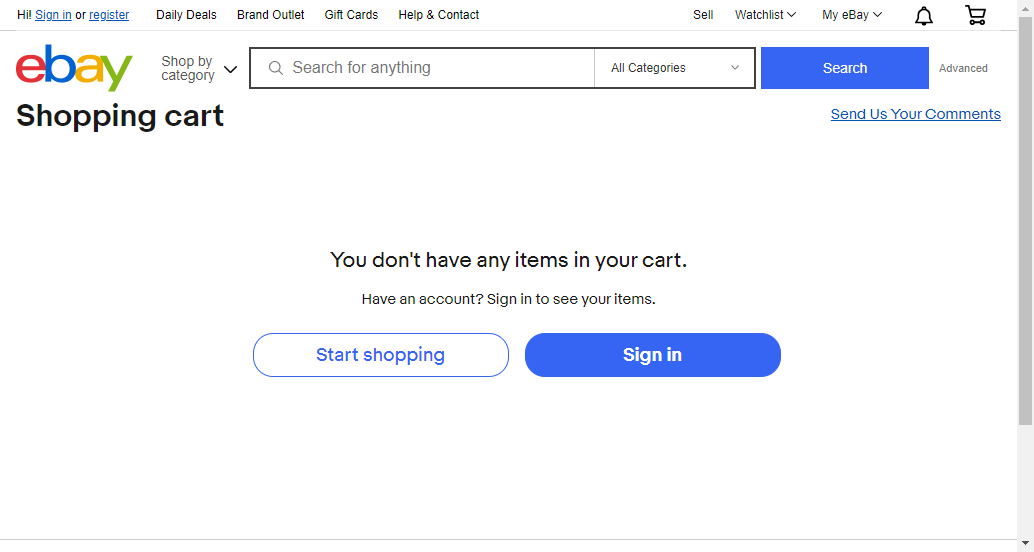 Hi! Sign in or register Daily Deals Brand Outlet Gift Cards Help & Contact Sell Watchlist My eBay
ebay Shop by category Search for anything All Categories Search Advanced
Shopping cart Send Us Your Comments
You don't have any items in your cart.
Have an account? Sign in to see your items.
Start shopping Sign in